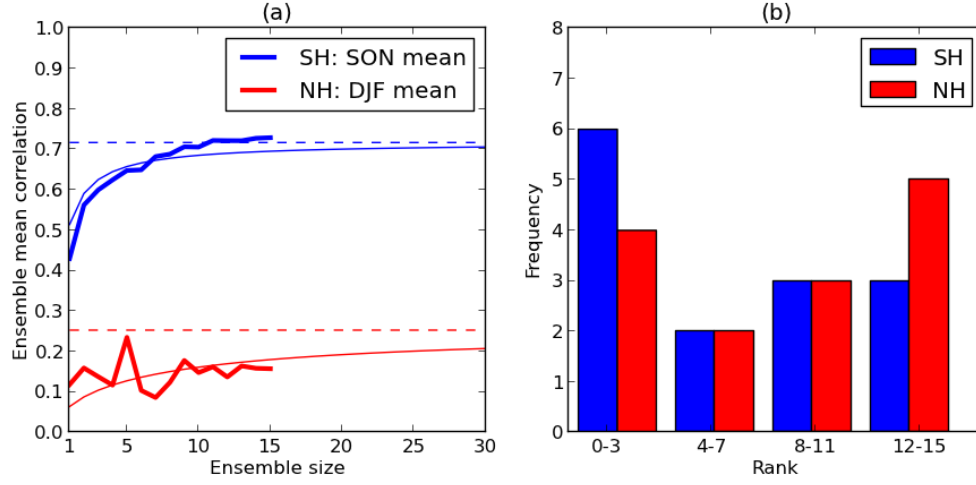 (a)
Ensemble mean correlation
1.0
0.9
0.8
0.7
0.6
0.5
0.4
0.3
0.2
0.1
0.0
SH: SON mean
NH: DJF mean
1 5 10 15 20 25 30
Ensemble size
(b)
Frequency
8
7
6
5
4
3
2
1
0
SH
NH
0-3 4-7 8-11 12-15
Rank